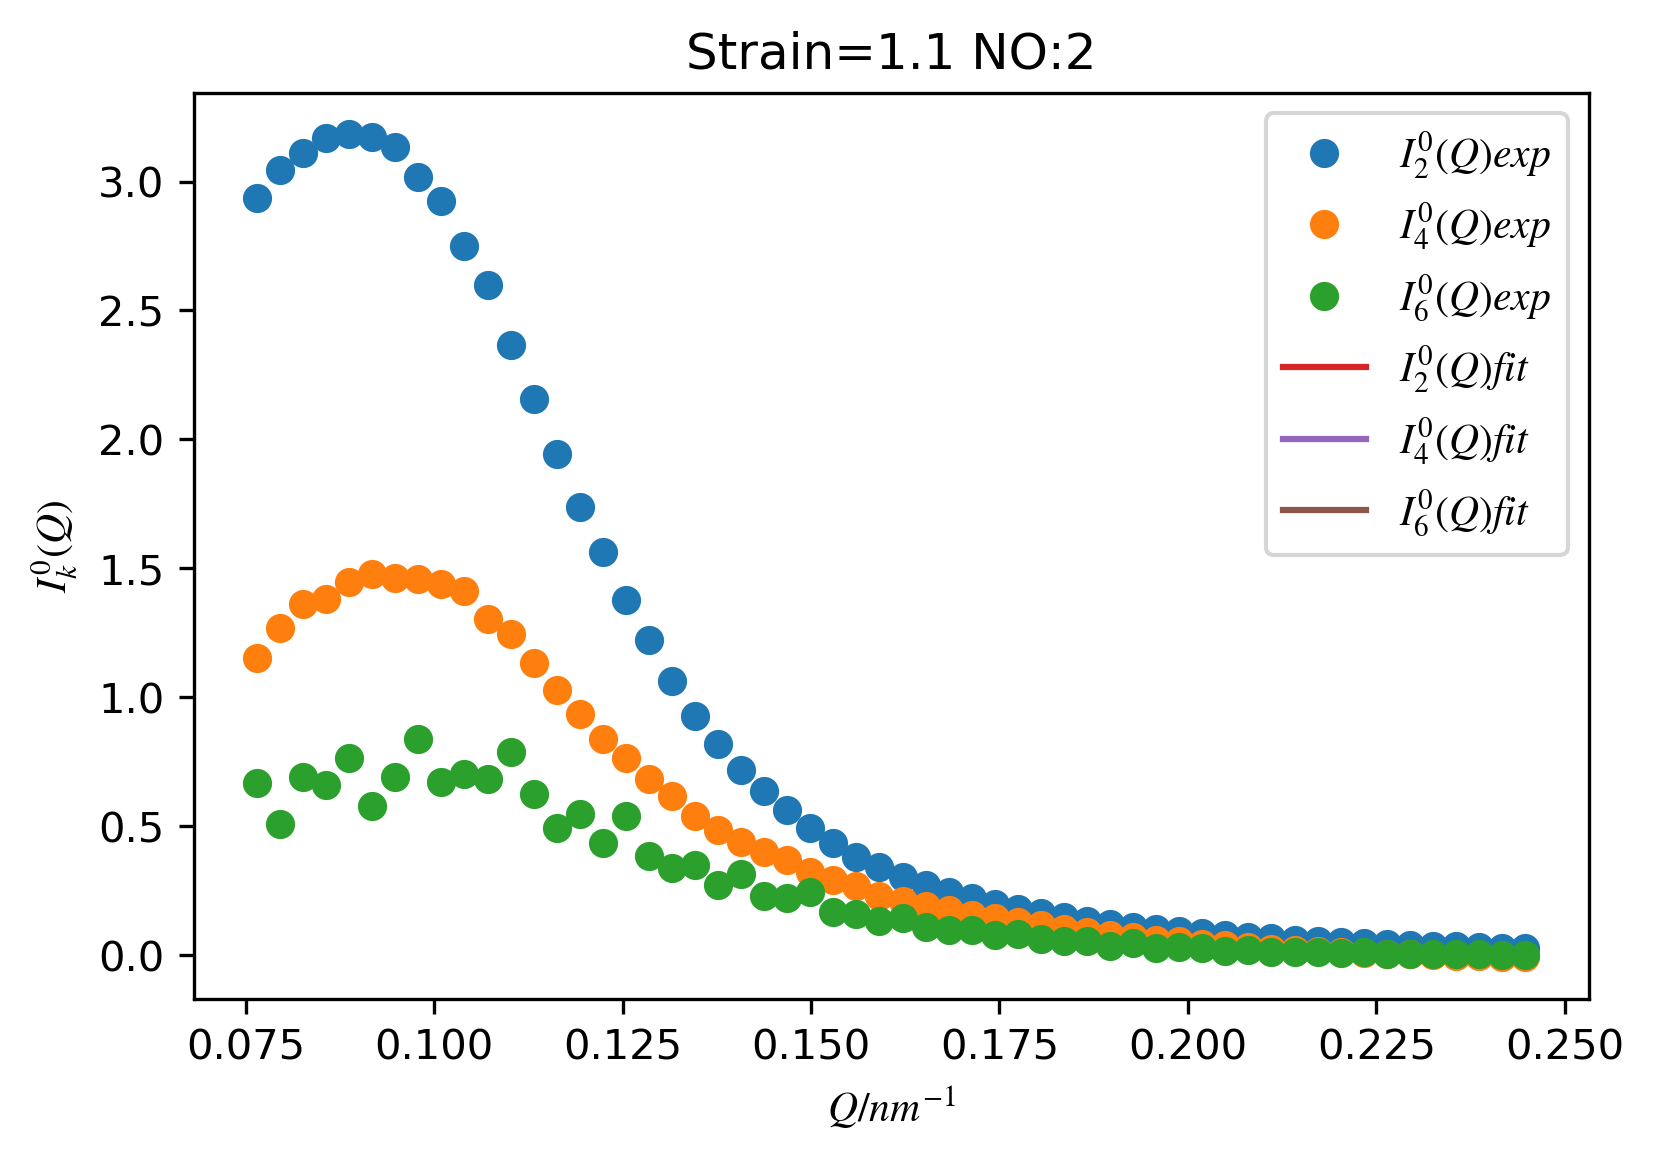 Strain=1.1 NO:2
I_2^0(Q)exp
I_4^0(Q)exp
I_6^0(Q)exp
I_2^0(Q)fit
I_4^0(Q)fit
I_6^0(Q)fit
I_k^0(Q)
3.0
2.5
2.0
1.5
1.0
0.5
0.0
0.075 0.100 0.125 0.150 0.175 0.200 0.225 0.250
Q/nm^{-1}